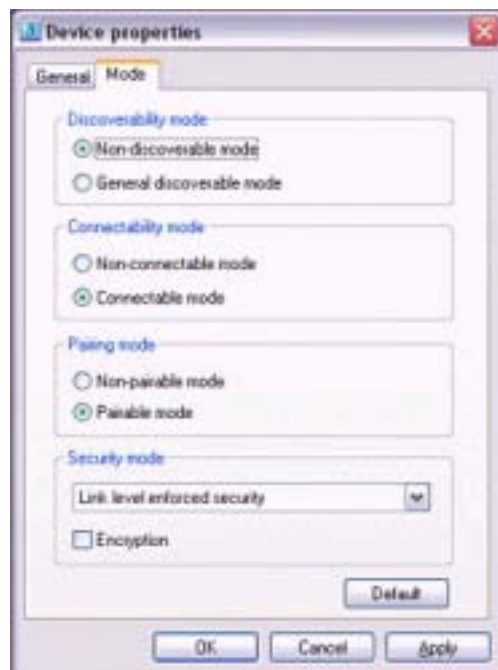 Device properties
General Mode
Discoverability mode
Non-discoverable mode
General discoverable mode
Connectability mode
Non-connectable mode
Connectable mode
Pairing mode
Non-pairable mode
Pairable mode
Security mode
Link level enforced security
Encryption
Default
OK Cancel Apply